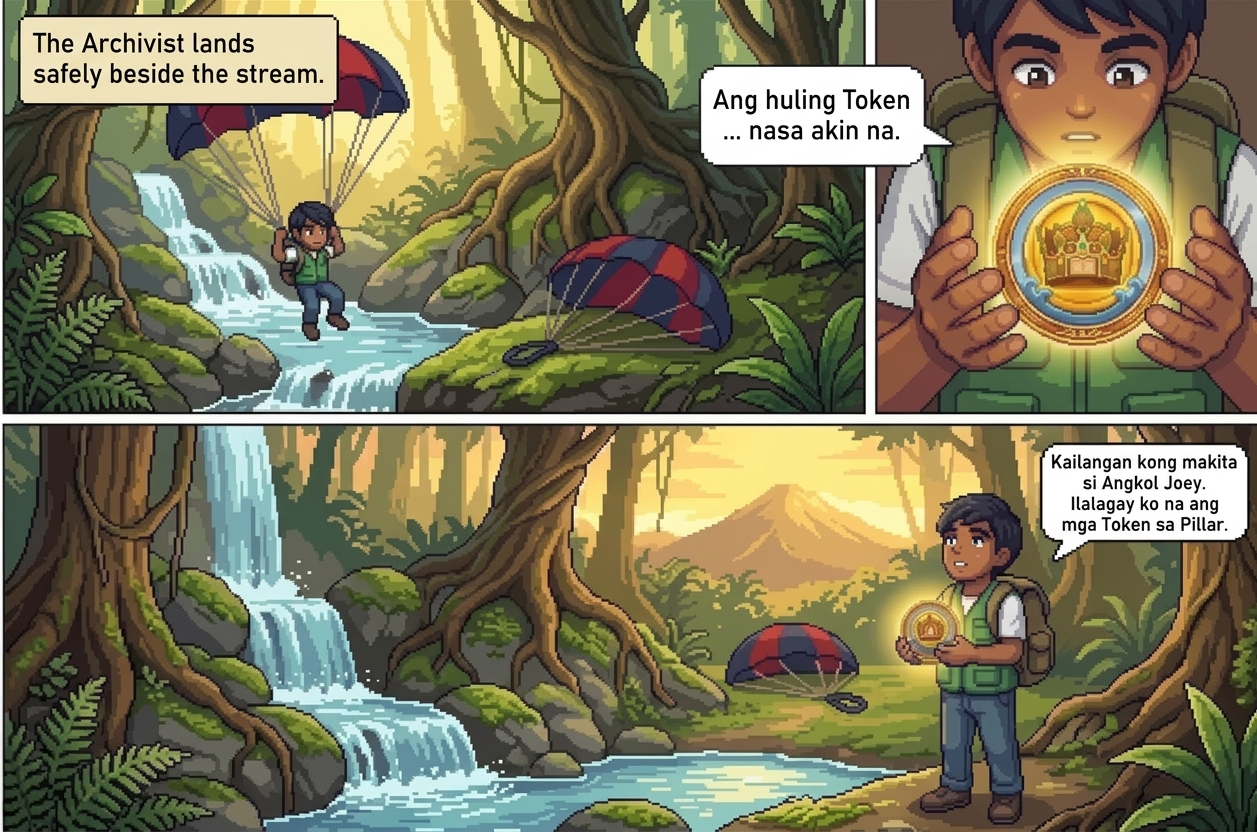 The Archivist lands
safely beside the stream.
Ang huling Token
... nasa akin na.
Kailangan kong makita
si Angkol Joey.
Ilalagay ko na ang
mga Token sa Pillar.